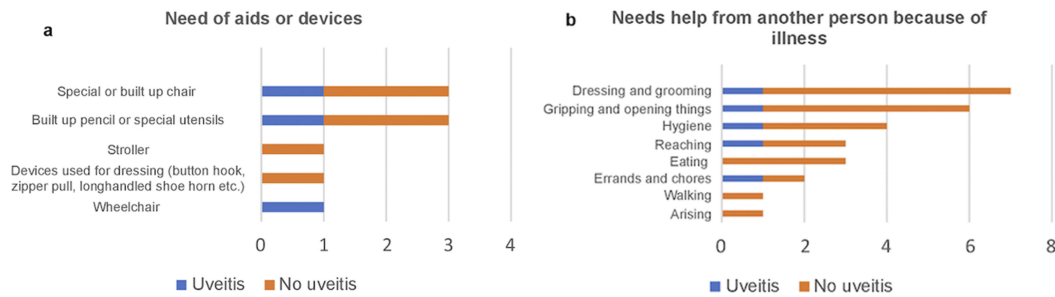 a
Need of aids or devices
Special or built up chair
Built up pencil or special utensils
Stroller
Devices used for dressing (button hook,
zipper pull, longhandled shoe horn etc.)
Wheelchair
0 1 2 3 4
Uveitis No uveitis
b
Needs help from another person because of
illness
Dressing and grooming
Gripping and opening things
Hygiene
Reaching
Eating
Errands and chores
Walking
Arising
0 2 4 6 8
Uveitis No uveitis